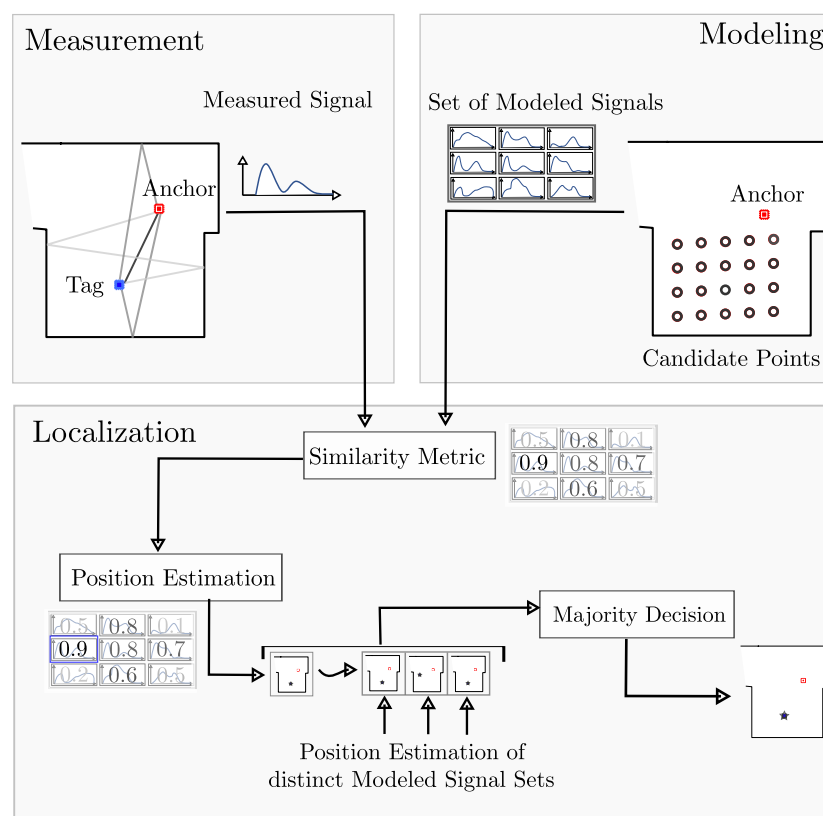 Measurement
Modeling
Measured Signal
Set of Modeled Signals
Anchor
Anchor
Tag
Candidate Points
Localization
Similarity Metric
0.5 0.8 0.1
0.9 0.8 0.7
0.2 0.6 0.5
Position Estimation
0.5 0.8 0.1
0.9 0.8 0.7
0.2 0.6 0.5
Majority Decision
Position Estimation of
distinct Modeled Signal Sets